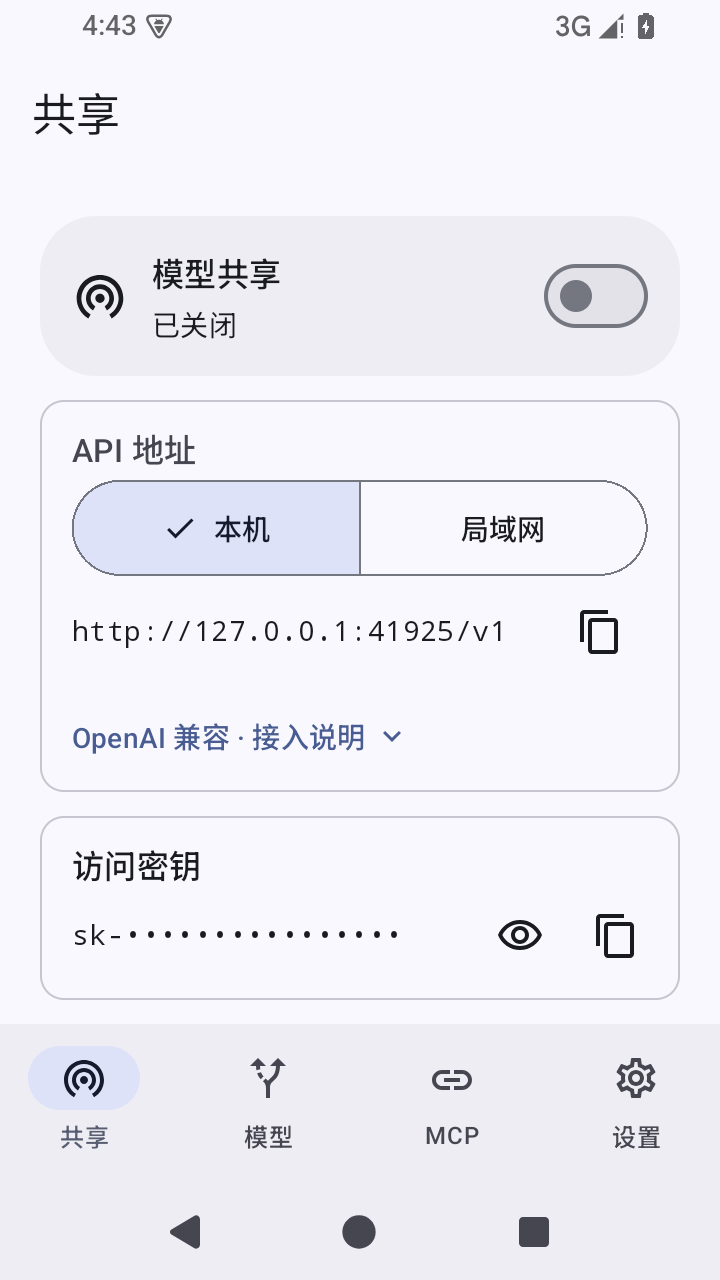 4:43
3G
共享
模型共享
已关闭
API 地址
本机
局域网
http://127.0.0.1:41925/v1
OpenAI 兼容 · 接入说明
访问密钥
sk-••••••••••••••••
共享
模型
MCP
设置